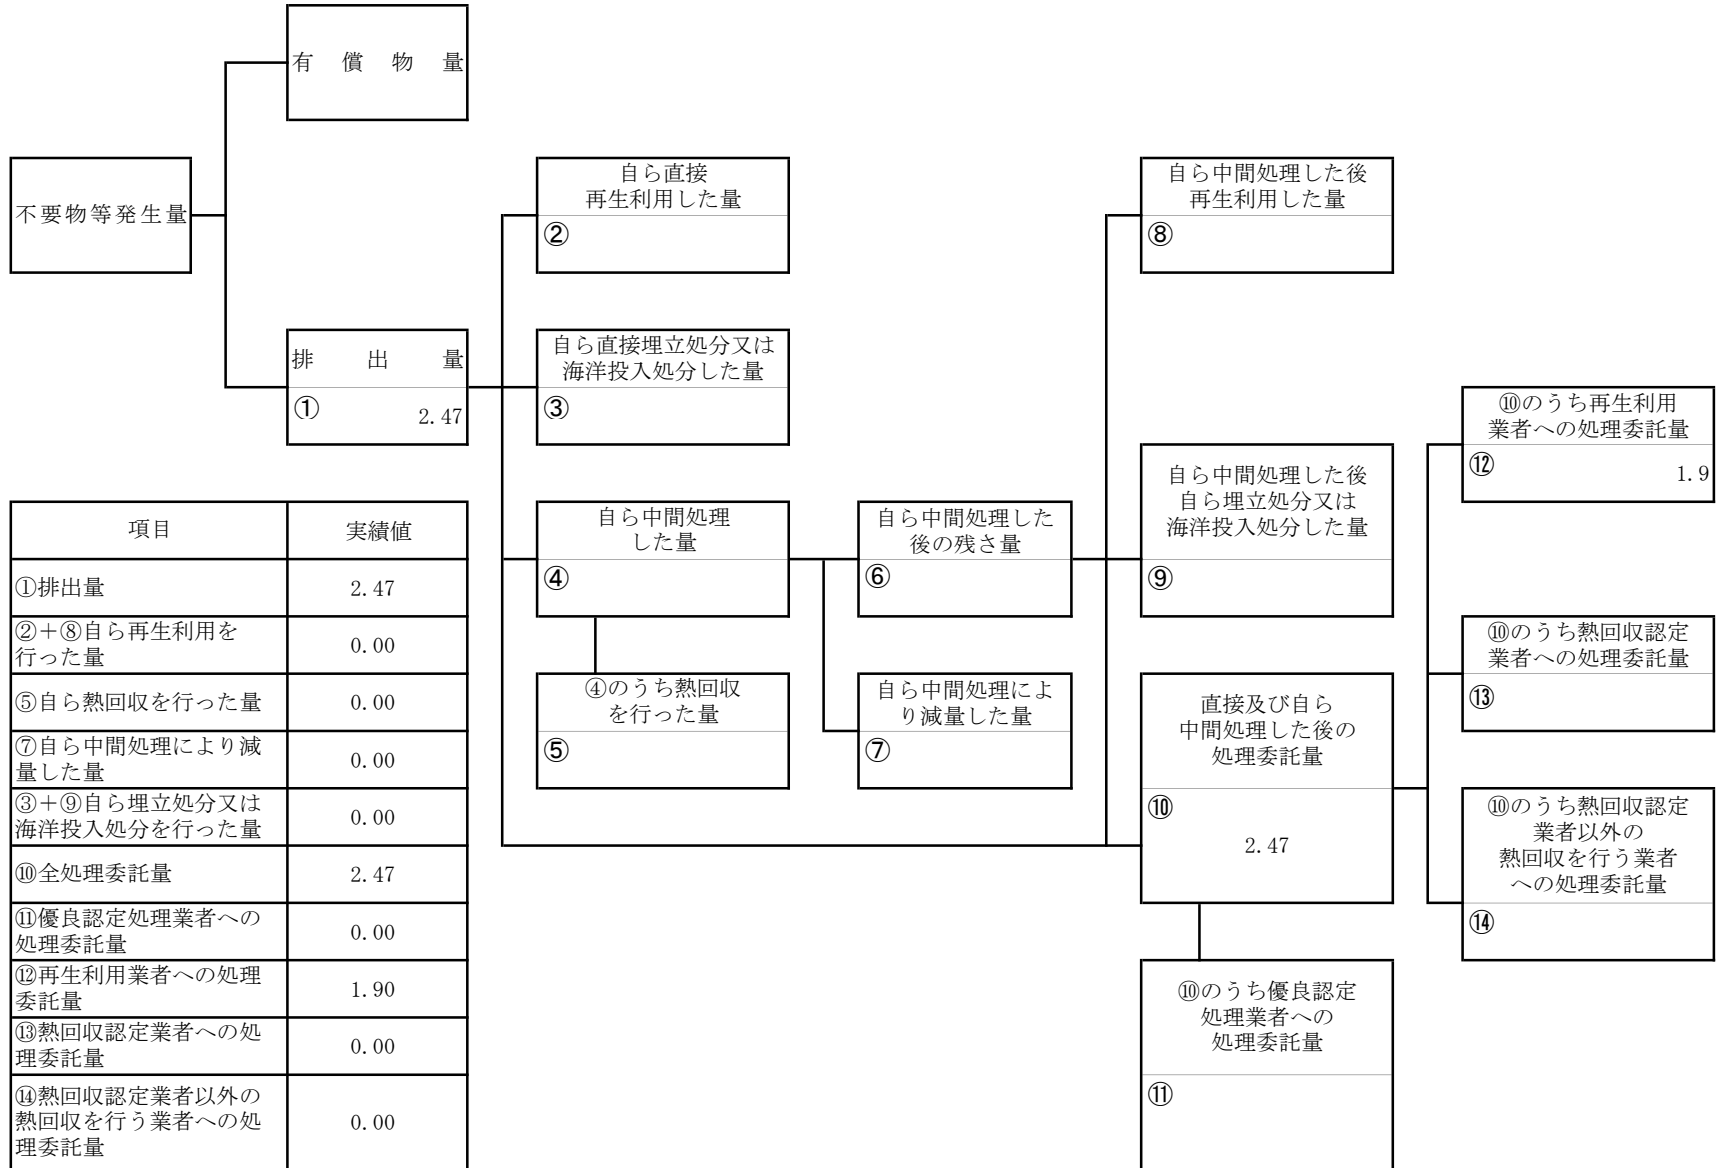 有償物量
不要物等発生量
排出量
① 2.47
自ら直接
再生利用した量
②
自ら直接埋立処分又は
海洋投入処分した量
③
自ら中間処理
した量
④
④のうち熱回収
を行った量
⑤
自ら中間処理した
後の残さ量
⑥
自ら中間処理によ
り減量した量
⑦
自ら中間処理した後
再生利用した量
⑧
自ら中間処理した後
自ら埋立処分又は
海洋投入処分した量
⑨
直接及び自ら
中間処理した後の
処理委託量
⑩
2.47
⑩のうち優良認定
処理業者への
処理委託量
⑪
⑩のうち再生利用
業者への処理委託量
⑫ 1.9
⑩のうち熱回収認定
業者への処理委託量
⑬
⑩のうち熱回収認定
業者以外の
熱回収を行う業者
への処理委託量
⑭
項目 実績値
①排出量 2.47
②+⑧自ら再生利用を
行った量 0.00
⑤自ら熱回収を行った量 0.00
⑦自ら中間処理により減
量した量 0.00
③+⑨自ら埋立処分又は
海洋投入処分を行った量 0.00
⑩全処理委託量 2.47
⑪優良認定処理業者への
処理委託量 0.00
⑫再生利用業者への処理
委託量 1.90
⑬熱回収認定業者への処
理委託量 0.00
⑭熱回収認定業者以外の
熱回収を行う業者への処
理委託量 0.00